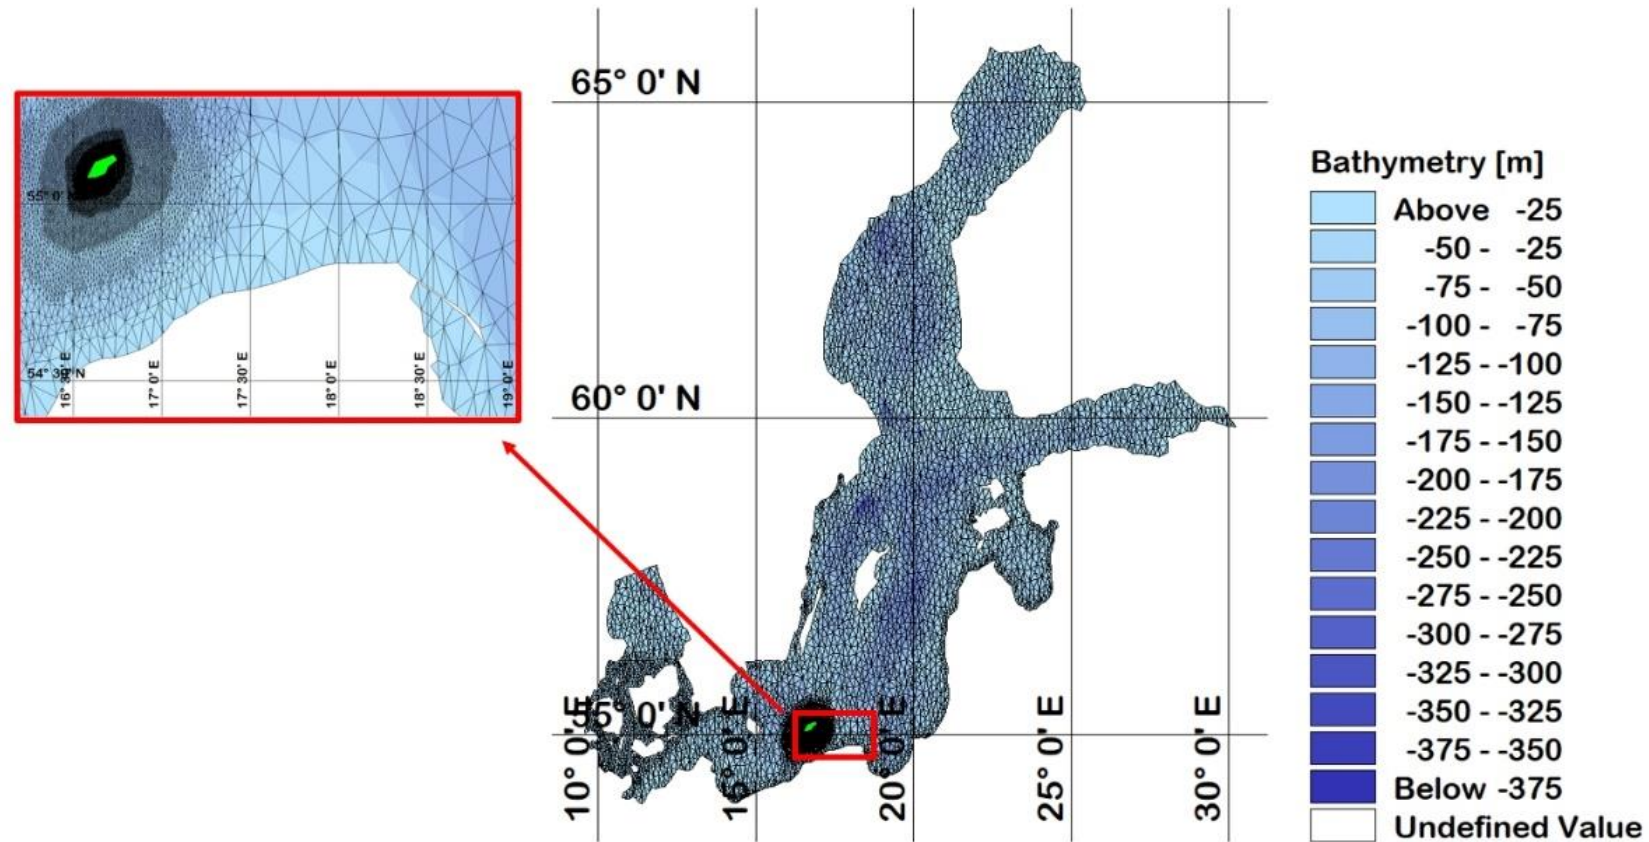 55° 0' N
54° 30' N
16° 30' E
17° 0' E
17° 30' E
18° 0' E
18° 30' E
19° 0' E
65° 0' N
60° 0' N
55° 0' N
10° 0' E
15° 0' E
20° 0' E
25° 0' E
30° 0' E
Bathymetry [m]
Above -25
-50 - -25
-75 - -50
-100 - -75
-125 - -100
-150 - -125
-175 - -150
-200 - -175
-225 - -200
-250 - -225
-275 - -250
-300 - -275
-325 - -300
-350 - -325
-375 - -350
Below -375
Undefined Value